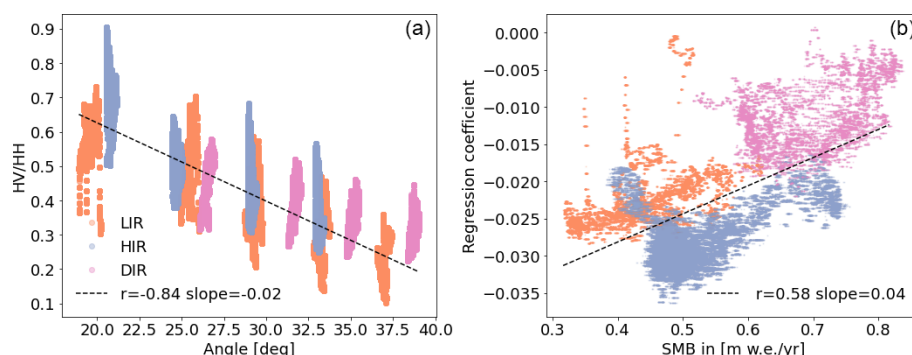 (a)
HV/HH
0.9
0.8
0.7
0.6
0.5
0.4
0.3
0.2
0.1
LIR
HIR
DIR
r=-0.84 slope=-0.02
20.0 22.5 25.0 27.5 30.0 32.5 35.0 37.5 40.0
Angle [deg]
(b)
Regression coefficient
0.000
−0.005
−0.010
−0.015
−0.020
−0.025
−0.030
−0.035
r=0.58 slope=0.04
0.3 0.4 0.5 0.6 0.7 0.8
SMB in [m w.e./yr]